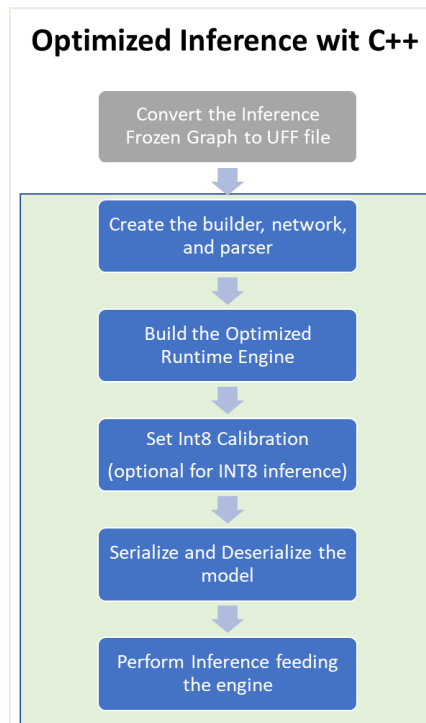 Optimized Inference wit C++
Convert the Inference
Frozen Graph to UFF file
Create the builder, network,
and parser
Build the Optimized
Runtime Engine
Set Int8 Calibration
(optional for INT8 inference)
Serialize and Deserialize the
model
Perform Inference feeding
the engine